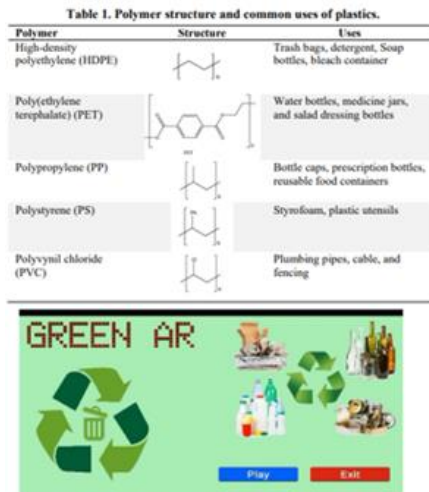 Table 1. Polymer structure and common uses of plastics.
Polymer Structure Uses
High-density Trash bags, detergent, Soap
polyethylene (HDPE) bottles, bleach container
Poly(ethylene Water bottles, medicine jars,
terephalate) (PET) and salad dressing bottles
Polypropylene (PP) Bottle caps, prescription bottles,
reusable food containers
Polystyrene (PS) Styrofoam, plastic utensils
Polyvynil chloride Plumbing pipes, cable, and
(PVC) fencing
GREEN AR
Play Exit